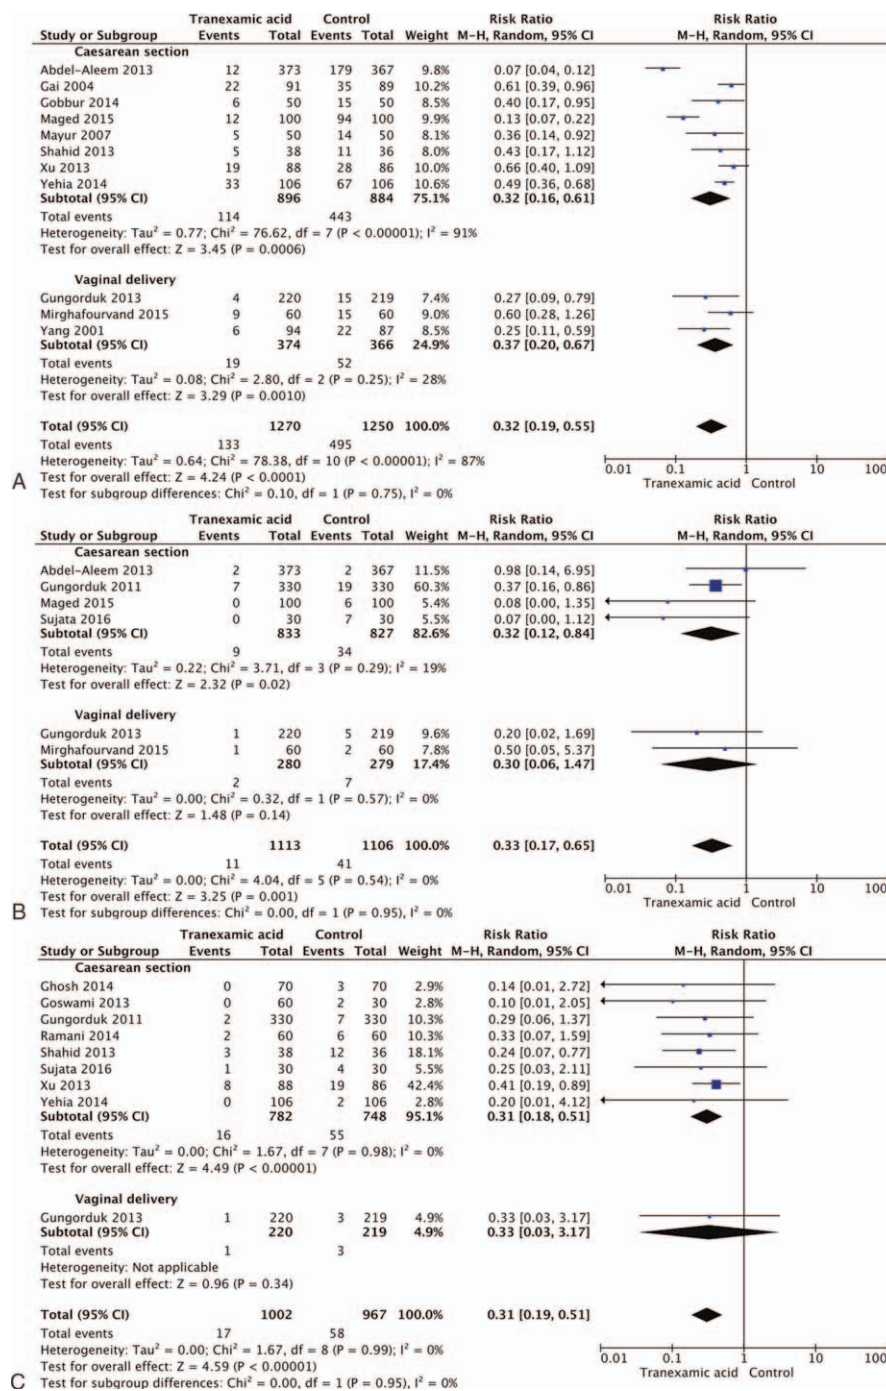 Tranexamic acid Control Risk Ratio Risk Ratio
Study or Subgroup Events Total Events Total Weight M-H, Random, 95% CI M-H, Random, 95% CI
Caesarean section
Abdel-Aleem 2013 12 373 179 367 9.8% 0.07 [0.04, 0.12]
Gai 2004 22 91 35 89 10.2% 0.61 [0.39, 0.96]
Gobbur 2014 6 50 15 50 8.5% 0.40 [0.17, 0.95]
Maged 2015 12 100 94 100 9.9% 0.13 [0.07, 0.22]
Mayur 2007 5 50 14 50 8.1% 0.36 [0.14, 0.92]
Shahid 2013 5 38 11 36 8.0% 0.43 [0.17, 1.12]
Xu 2013 19 88 28 86 10.0% 0.66 [0.40, 1.09]
Yehia 2014 33 106 67 106 10.6% 0.49 [0.36, 0.68]
Subtotal (95% CI) 896 884 75.1% 0.32 [0.16, 0.61]
Total events 114 443
Heterogeneity: Tau² = 0.77; Chi² = 76.62, df = 7 (P < 0.00001); I² = 91%
Test for overall effect: Z = 3.45 (P = 0.0006)
Vaginal delivery
Gungorduk 2013 4 220 15 219 7.4% 0.27 [0.09, 0.79]
Mirghafourvand 2015 9 60 15 60 9.0% 0.60 [0.28, 1.26]
Yang 2001 6 94 22 87 8.5% 0.25 [0.11, 0.59]
Subtotal (95% CI) 374 366 24.9% 0.37 [0.20, 0.67]
Total events 19 52
Heterogeneity: Tau² = 0.08; Chi² = 2.80, df = 2 (P = 0.25); I² = 28%
Test for overall effect: Z = 3.29 (P = 0.0010)
Total (95% CI) 1270 1250 100.0% 0.32 [0.19, 0.55]
Total events 133 495
Heterogeneity: Tau² = 0.64; Chi² = 78.38, df = 10 (P < 0.00001); I² = 87%
Test for overall effect: Z = 4.24 (P < 0.0001)
Test for subgroup differences: Chi² = 0.10, df = 1 (P = 0.75), I² = 0%
0.01 0.1 1 10 100
Tranexamic acid Control
A
Tranexamic acid Control Risk Ratio Risk Ratio
Study or Subgroup Events Total Events Total Weight M-H, Random, 95% CI M-H, Random, 95% CI
Caesarean section
Abdel-Aleem 2013 2 373 2 367 11.5% 0.98 [0.14, 6.95]
Gungorduk 2011 7 330 19 330 60.3% 0.37 [0.16, 0.86]
Maged 2015 0 100 6 100 5.4% 0.08 [0.00, 1.35]
Sujata 2016 0 30 7 30 5.5% 0.07 [0.00, 1.12]
Subtotal (95% CI) 833 827 82.6% 0.32 [0.12, 0.84]
Total events 9 34
Heterogeneity: Tau² = 0.22; Chi² = 3.71, df = 3 (P = 0.29); I² = 19%
Test for overall effect: Z = 2.32 (P = 0.02)
Vaginal delivery
Gungorduk 2013 1 220 5 219 9.6% 0.20 [0.02, 1.69]
Mirghafourvand 2015 1 60 2 60 7.8% 0.50 [0.05, 5.37]
Subtotal (95% CI) 280 279 17.4% 0.30 [0.06, 1.47]
Total events 2 7
Heterogeneity: Tau² = 0.00; Chi² = 0.32, df = 1 (P = 0.57); I² = 0%
Test for overall effect: Z = 1.48 (P = 0.14)
Total (95% CI) 1113 1106 100.0% 0.33 [0.17, 0.65]
Total events 11 41
Heterogeneity: Tau² = 0.00; Chi² = 4.04, df = 5 (P = 0.54); I² = 0%
Test for overall effect: Z = 3.25 (P = 0.001)
Test for subgroup differences: Chi² = 0.00, df = 1 (P = 0.95), I² = 0%
0.01 0.1 1 10 100
Tranexamic acid Control
B
Tranexamic acid Control Risk Ratio Risk Ratio
Study or Subgroup Events Total Events Total Weight M-H, Random, 95% CI M-H, Random, 95% CI
Caesarean section
Ghosh 2014 0 70 3 70 2.9% 0.14 [0.01, 2.72]
Goswami 2013 0 60 2 30 2.8% 0.10 [0.01, 2.05]
Gungorduk 2011 2 330 7 330 10.3% 0.29 [0.06, 1.37]
Ramani 2014 2 60 6 60 10.3% 0.33 [0.07, 1.59]
Shahid 2013 3 38 12 36 18.1% 0.24 [0.07, 0.77]
Sujata 2016 1 30 4 30 5.5% 0.25 [0.03, 2.11]
Xu 2013 8 88 19 86 42.4% 0.41 [0.19, 0.89]
Yehia 2014 0 106 2 106 2.8% 0.20 [0.01, 4.12]
Subtotal (95% CI) 782 748 95.1% 0.31 [0.18, 0.51]
Total events 16 55
Heterogeneity: Tau² = 0.00; Chi² = 1.67, df = 7 (P = 0.98); I² = 0%
Test for overall effect: Z = 4.49 (P < 0.00001)
Vaginal delivery
Gungorduk 2013 1 220 3 219 4.9% 0.33 [0.03, 3.17]
Subtotal (95% CI) 220 219 4.9% 0.33 [0.03, 3.17]
Total events 1 3
Heterogeneity: Not applicable
Test for overall effect: Z = 0.96 (P = 0.34)
Total (95% CI) 1002 967 100.0% 0.31 [0.19, 0.51]
Total events 17 58
Heterogeneity: Tau² = 0.00; Chi² = 1.67, df = 8 (P = 0.99); I² = 0%
Test for overall effect: Z = 4.59 (P < 0.00001)
Test for subgroup differences: Chi² = 0.00, df = 1 (P = 0.95), I² = 0%
0.01 0.1 1 10 100
Tranexamic acid Control
C